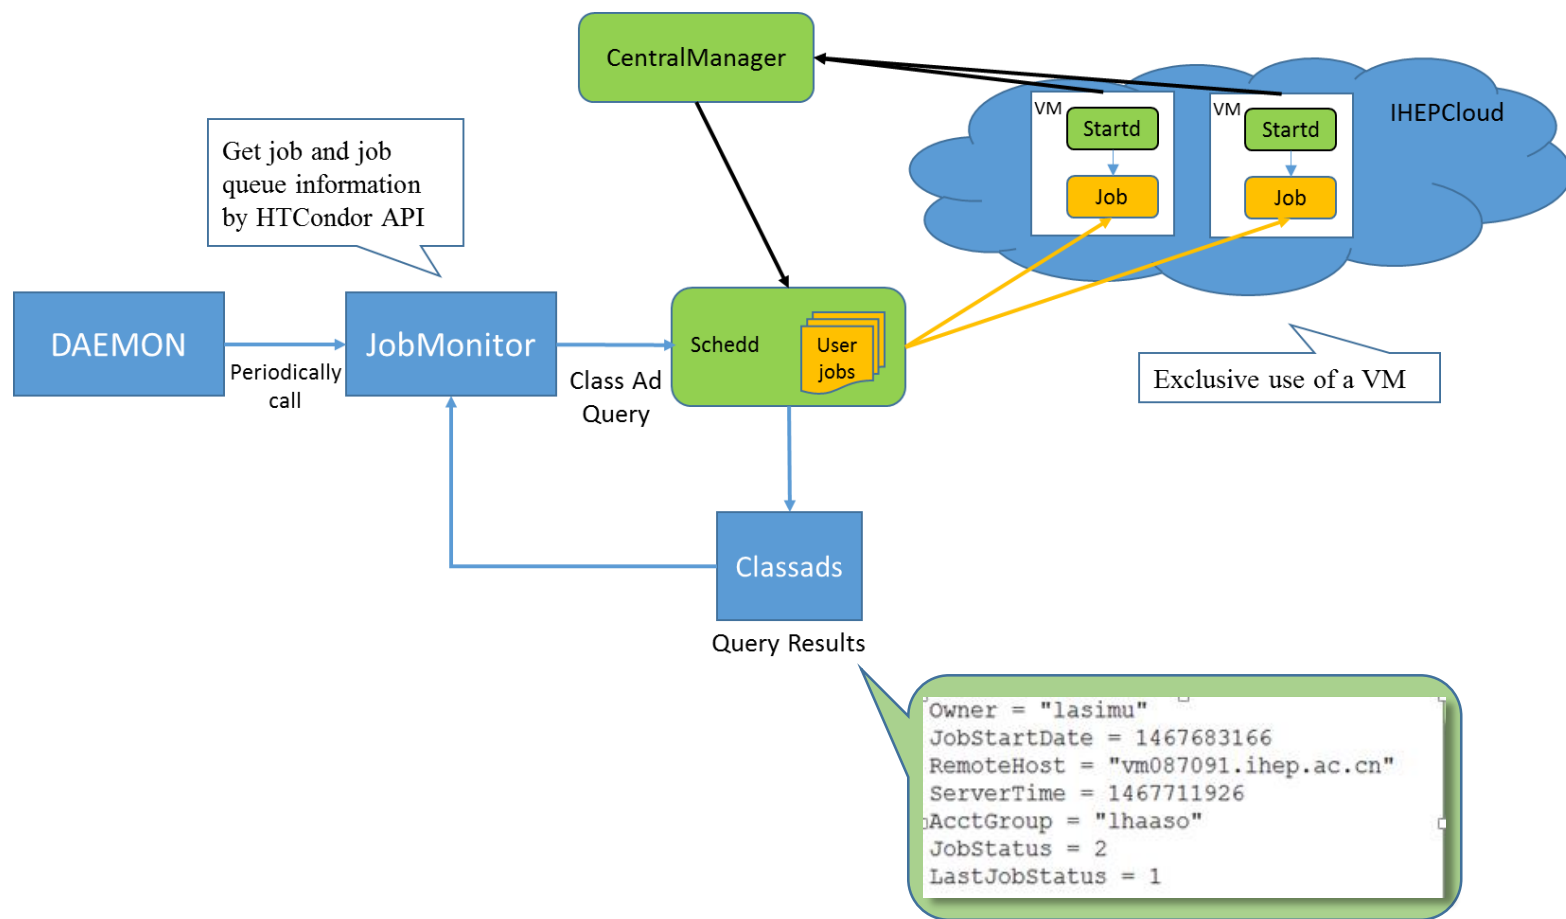 CentralManager
VM
Startd
Job
VM
Startd
Job
IHEPCloud
Get job and job
queue information
by HTCondor API
DAEMON
Periodically
call
JobMonitor
Class Ad
Query
Schedd
User
jobs
Exclusive use of a VM
Classads
Query Results
Owner = "lasimu"
JobStartDate = 1467683166
RemoteHost = "vm087091.ihep.ac.cn"
ServerTime = 1467711926
AcctGroup = "lhaaso"
JobStatus = 2
LastJobStatus = 1